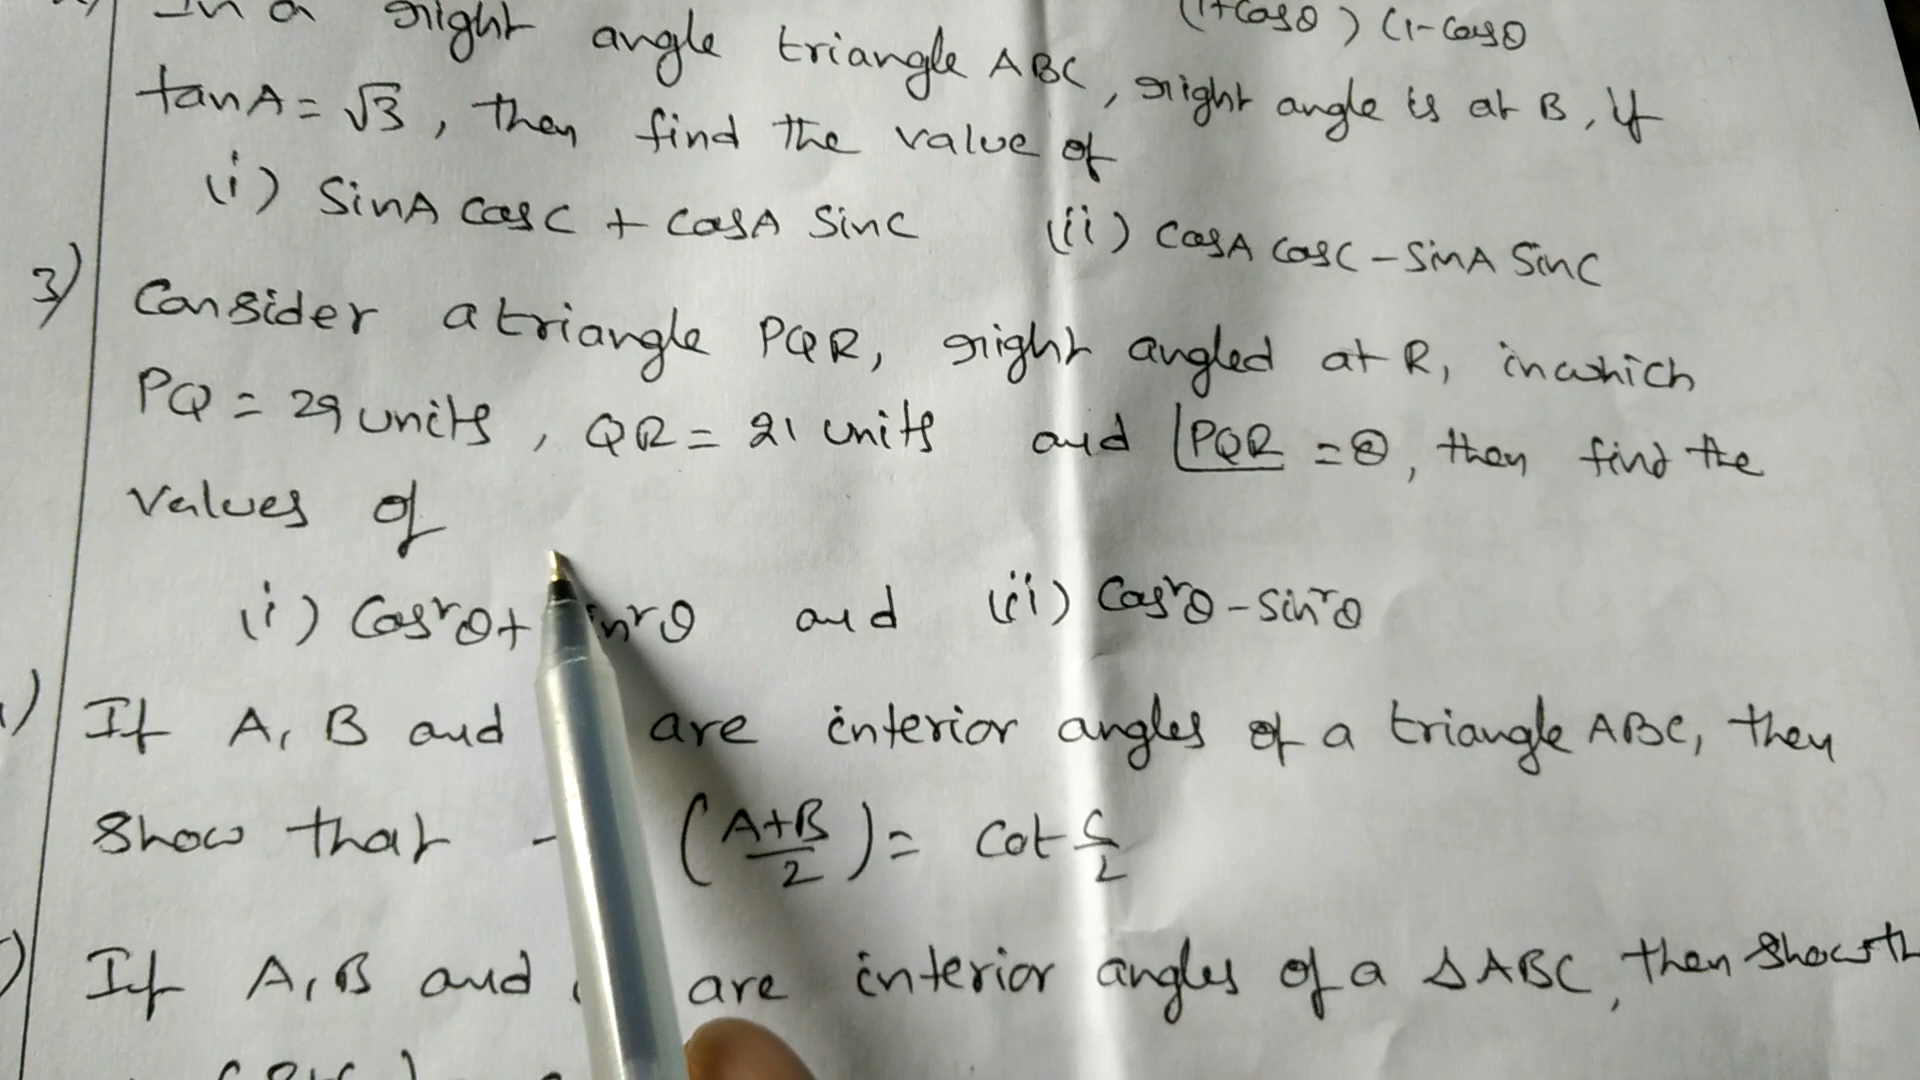 In a right angle triangle ABC, right angle is at B, if
(1+cosθ) (1-cosθ
tanA = √3, then find the value of
(i) SinA CosC + CosA SinC (ii) CosA CosC - SinA SinC
3) Consider a triangle PQR, right angled at R, in which
PQ = 29 units, QR = 21 units and ∠PQR = θ, then find the
values of
(i) Cos²θ + in²θ and (ii) Cos²θ - Sin²θ
If A, B and are interior angles of a triangle ABC, then
Show that (A+B/2) = Cot C/2
If A, B and are interior angles of a Δ ABC, then show th